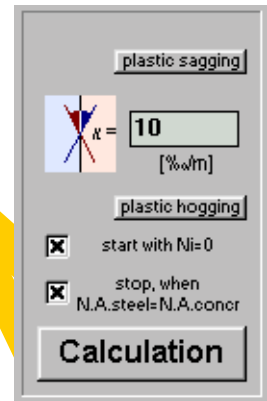 plastic sagging
κ = 10
[‰/m]
plastic hogging
start with Ni=0
stop, when
N.A.steel=N.A.concr
Calculation